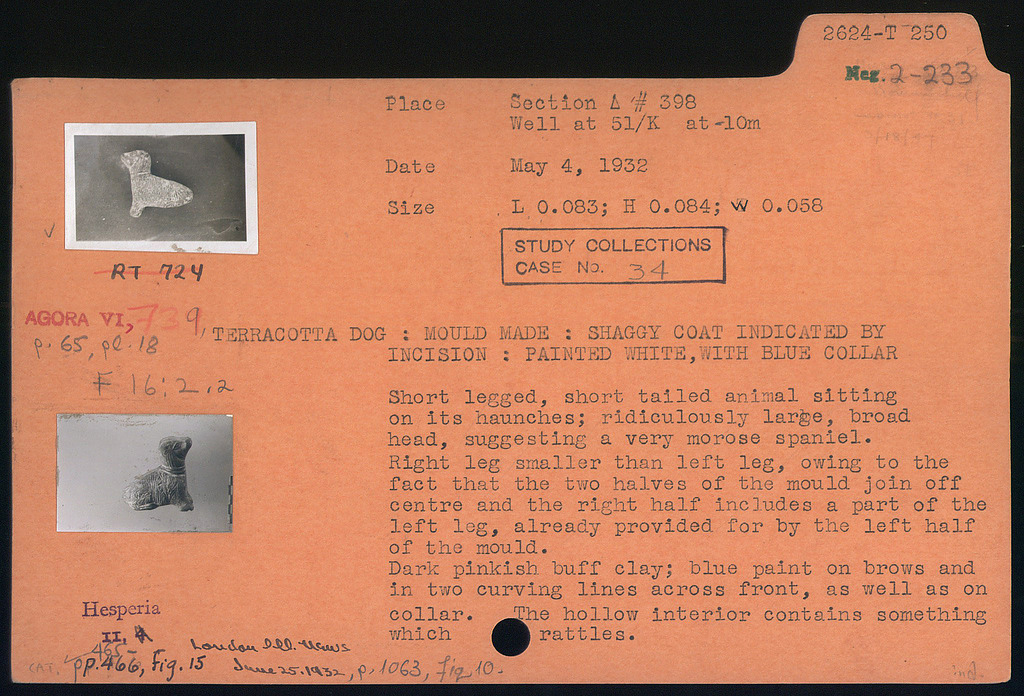 2624-T 250
Neg. 2-233
Place Section Δ # 398
Well at 51/K at -10m
Date May 4, 1932
Size L 0.083; H 0.084; W 0.058
STUDY COLLECTIONS
CASE No. 34
RT 724
AGORA VI, 739,
p. 65, pl. 18
F 16:2.2
TERRACOTTA DOG : MOULD MADE : SHAGGY COAT INDICATED BY
INCISION : PAINTED WHITE, WITH BLUE COLLAR
Short legged, short tailed animal sitting
on its haunches; ridiculously large, broad
head, suggesting a very morose spaniel.
Right leg smaller than left leg, owing to the
fact that the two halves of the mould join off
centre and the right half includes a part of the
left leg, already provided for by the left half
of the mould.
Dark pinkish buff clay; blue paint on brows and
in two curving lines across front, as well as on
collar. The hollow interior contains something
which rattles.
Hesperia
II, 4
465-
pp. 466, Fig. 15
London Ill. News
June 25, 1932, p. 1063, fig 10.
CAT.